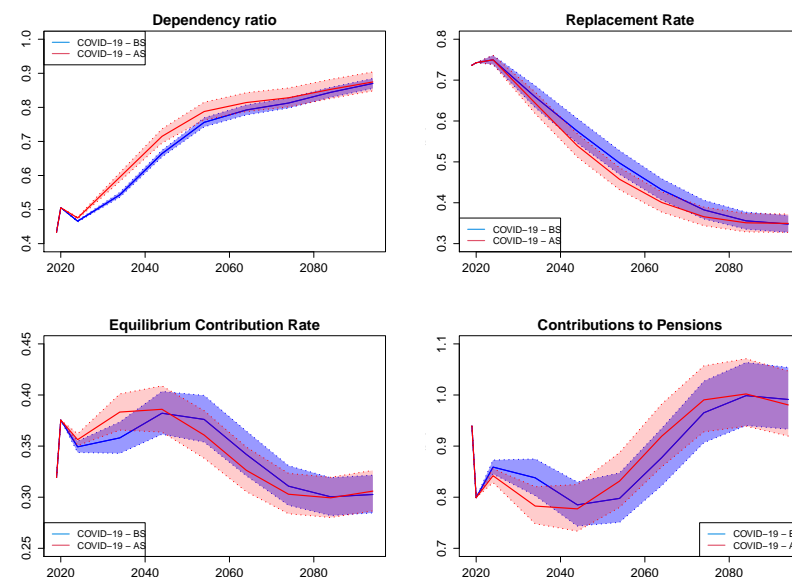 Dependency ratio
COVID−19 − BS
COVID−19 − AS
0.4 0.5 0.6 0.7 0.8 0.9 1.0
2020 2040 2060 2080
Replacement Rate
COVID−19 − BS
COVID−19 − AS
0.3 0.4 0.5 0.6 0.7 0.8
2020 2040 2060 2080
Equilibrium Contribution Rate
COVID−19 − BS
COVID−19 − AS
0.25 0.30 0.35 0.40 0.45
2020 2040 2060 2080
Contributions to Pensions
COVID−19 −
COVID−19 −
0.7 0.8 0.9 1.0 1.1
2020 2040 2060 2080